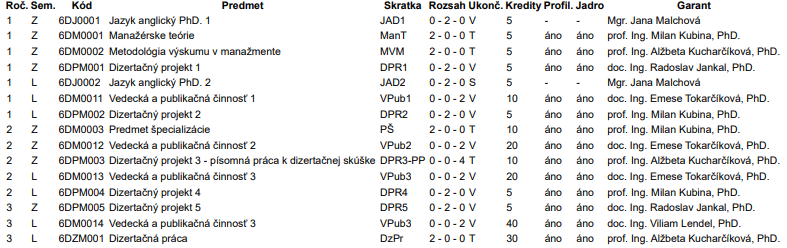 Roč. Sem. Kód Predmet Skratka Rozsah Ukonč. Kredity Profil. Jadro Garant
1 Z 6DJ0001 Jazyk anglický PhD. 1 JAD1 0 - 2 - 0 V 5 - - Mgr. Jana Malchová
1 Z 6DM0001 Manažérske teórie ManT 2 - 0 - 0 T 5 áno áno prof. Ing. Milan Kubina, PhD.
1 Z 6DM0002 Metodológia výskumu v manažmente MVM 2 - 0 - 0 T 5 áno áno prof. Ing. Alžbeta Kucharčíková, PhD.
1 Z 6DPM001 Dizertačný projekt 1 DPR1 0 - 2 - 0 V 5 áno áno doc. Ing. Radoslav Jankal, PhD.
1 L 6DJ0002 Jazyk anglický PhD. 2 JAD2 0 - 2 - 0 S 5 - - Mgr. Jana Malchová
1 L 6DM0011 Vedecká a publikačná činnosť 1 VPub1 0 - 0 - 2 V 10 áno áno doc. Ing. Emese Tokarčíková, PhD.
1 L 6DPM002 Dizertačný projekt 2 DPR2 0 - 0 - 2 V 5 áno áno prof. Ing. Milan Kubina, PhD.
2 Z 6DM0003 Predmet špecializácie PŠ 2 - 0 - 0 T 10 áno áno prof. Ing. Milan Kubina, PhD.
2 Z 6DM0012 Vedecká a publikačná činnosť 2 VPub2 0 - 0 - 2 V 20 áno áno doc. Ing. Emese Tokarčíková, PhD.
2 Z 6DPM003 Dizertačný projekt 3 - písomná práca k dizertačnej skúške DPR3-PP 0 - 0 - 4 T 10 áno áno prof. Ing. Alžbeta Kucharčíková, PhD.
2 L 6DM0013 Vedecká a publikačná činnosť 3 VPub3 0 - 0 - 2 V 20 áno áno doc. Ing. Emese Tokarčíková, PhD.
2 L 6DPM004 Dizertačný projekt 4 DPR4 0 - 2 - 0 V 5 áno áno prof. Ing. Milan Kubina, PhD.
3 Z 6DPM005 Dizertačný projekt 5 DPR5 0 - 2 - 0 V 5 áno áno doc. Ing. Radoslav Jankal, PhD.
3 L 6DM0014 Vedecká a publikačná činnosť 3 VPub3 0 - 0 - 2 V 40 áno áno doc. Ing. Viliam Lendel, PhD.
3 L 6DZM001 Dizertačná práca DzPr 2 - 0 - 0 T 30 áno áno prof. Ing. Alžbeta Kucharčíková, PhD.